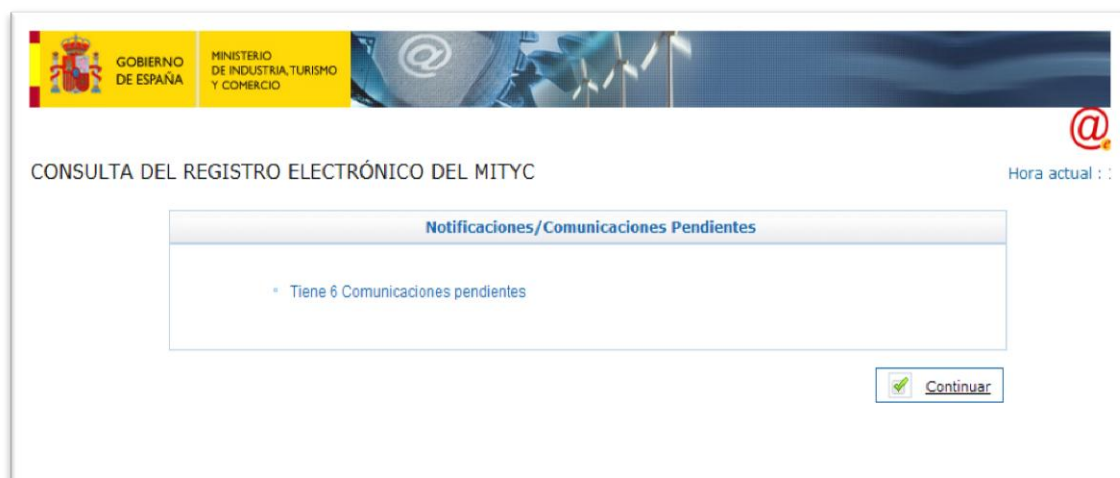 GOBIERNO
DE ESPAÑA
MINISTERIO
DE INDUSTRIA, TURISMO
Y COMERCIO
@
@
CONSULTA DEL REGISTRO ELECTRÓNICO DEL MITYC
Hora actual :
Notificaciones/Comunicaciones Pendientes
Tiene 6 Comunicaciones pendientes
Continuar